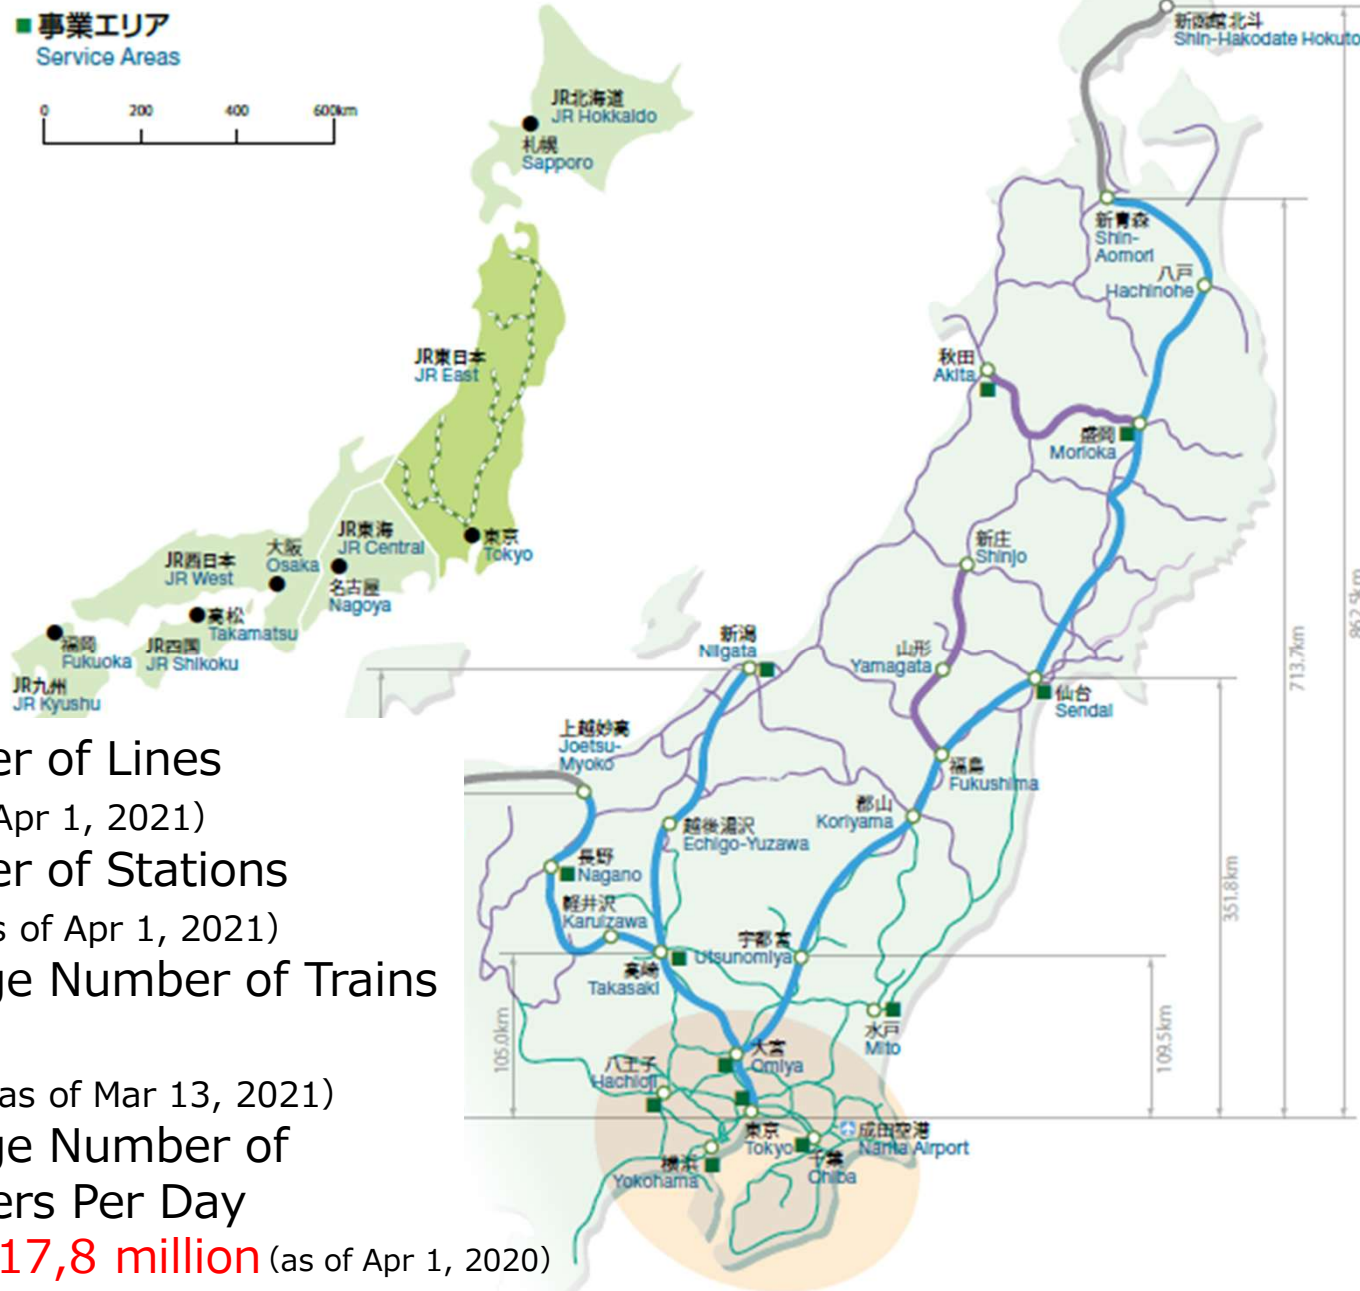 事業エリア
Service Areas
0 200 400 600km
JR北海道
JR Hokkaido
札幌
Sapporo
JR東日本
JR East
東京
Tokyo
JR東海
JR Central
名古屋
Nagoya
大阪
Osaka
JR西日本
JR West
高松
Takamatsu
JR四国
JR Shikoku
福岡
Fukuoka
JR九州
JR Kyushu
新函館北斗
Shin-Hakodate Hokuto
新青森
Shin-
Aomori
八戸
Hachinohe
秋田
Akita
盛岡
Morioka
新庄
Shinjo
山形
Yamagata
仙台
Sendai
新潟
Niigata
福島
Fukushima
上越妙高
Joetsu-
Myoko
郡山
Koriyama
越後湯沢
Echigo-Yuzawa
長野
Nagano
軽井沢
Karuizawa
高崎
Takasaki
宇都宮
Utsunomiya
水戸
Mito
大宮
Omiya
八王子
Hachioji
東京
Tokyo
成田空港
Narita Airport
千葉
Chiba
横浜
Yokohama
105.0km
109.5km
351.8km
713.7km
862.5km
er of Lines
Apr 1, 2021）
er of Stations
s of Apr 1, 2021）
ge Number of Trains
as of Mar 13, 2021）
ge Number of
ers Per Day
17,8 million（as of Apr 1, 2020）